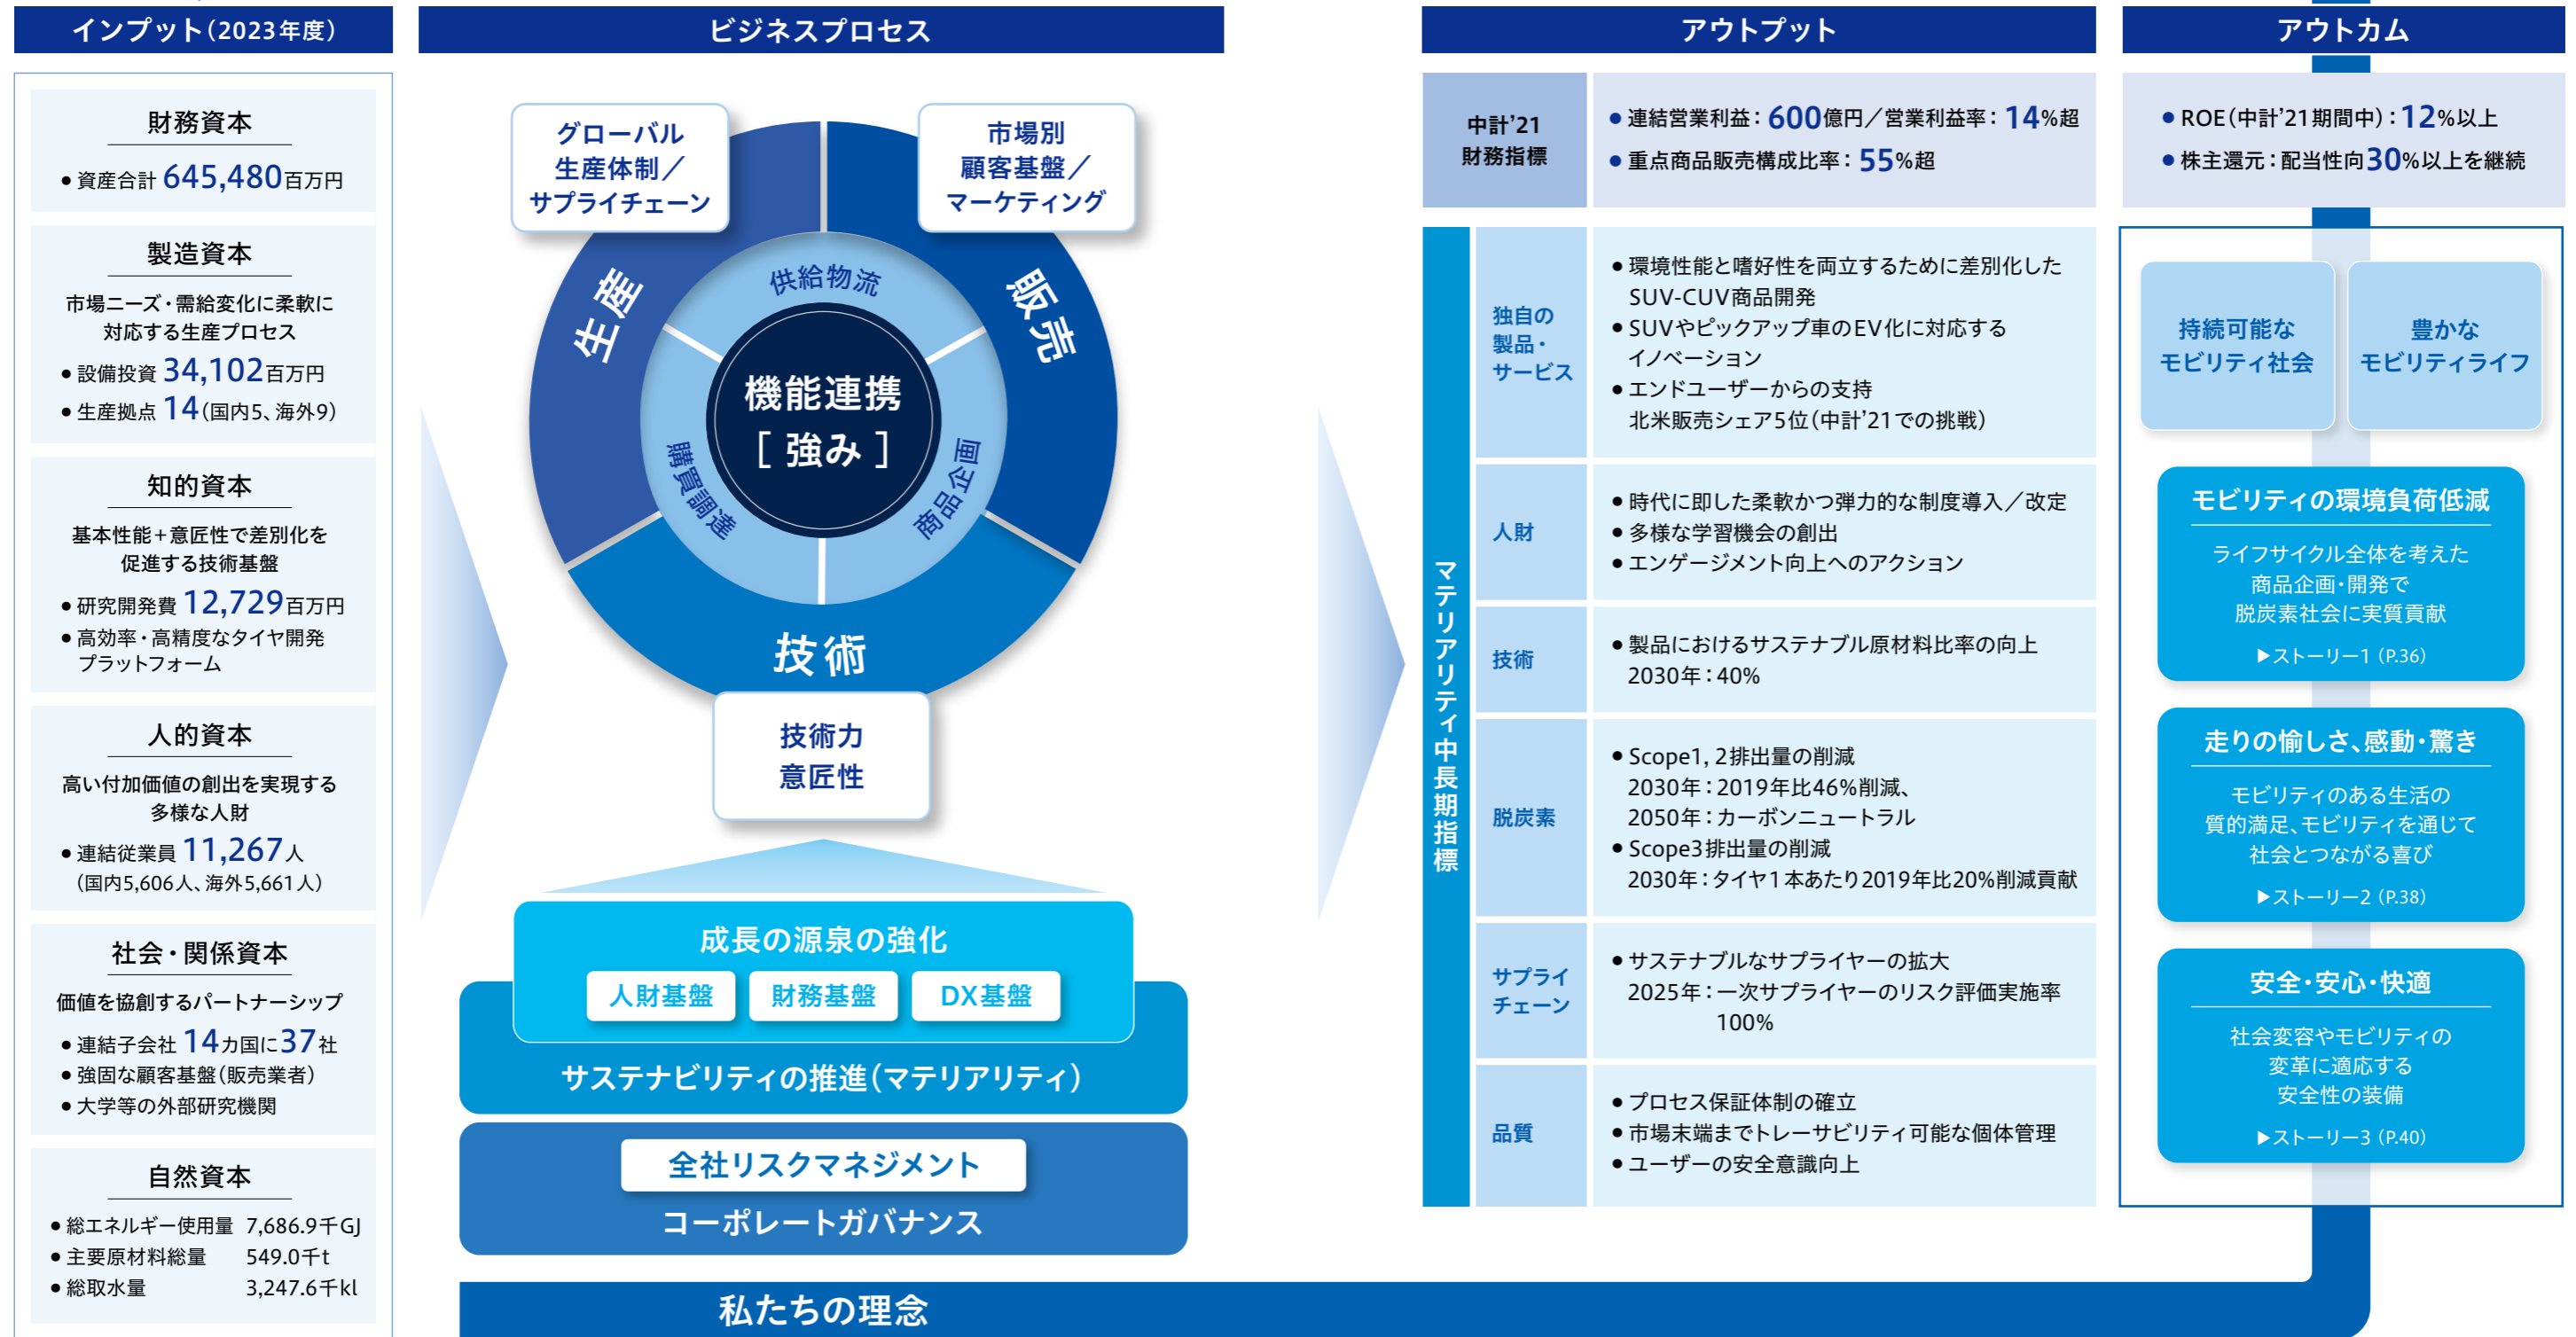 インプット（2023年度）
財務資本
● 資産合計 645,480百万円
製造資本
市場ニーズ・需給変化に柔軟に
対応する生産プロセス
● 設備投資 34,102百万円
● 生産拠点 14（国内5、海外9）
知的資本
基本性能＋意匠性で差別化を
促進する技術基盤
● 研究開発費 12,729百万円
● 高効率・高精度なタイヤ開発
プラットフォーム
人的資本
高い付加価値の創出を実現する
多様な人財
● 連結従業員 11,267人
（国内5,606人、海外5,661人）
社会・関係資本
価値を協創するパートナーシップ
● 連結子会社 14カ国に37社
● 強固な顧客基盤（販売業者）
● 大学等の外部研究機関
自然資本
● 総エネルギー使用量 7,686.9千GJ
● 主要原材料総量 549.0千t
● 総取水量 3,247.6千kl
ビジネスプロセス
グローバル
生産体制／
サプライチェーン
市場別
顧客基盤／
マーケティング
生産
販売
供給物流
機能連携
［ 強み ］
購買調達
商品企画
技術
技術力
意匠性
成長の源泉の強化
人財基盤
財務基盤
DX基盤
サステナビリティの推進（マテリアリティ）
全社リスクマネジメント
コーポレートガバナンス
私たちの理念
アウトプット
中計'21
財務指標
● 連結営業利益：600億円／営業利益率：14%超
● 重点商品販売構成比率：55%超
マテリアリティ中長期指標
独自の
製品・
サービス
● 環境性能と嗜好性を両立するために差別化した
SUV-CUV商品開発
● SUVやピックアップ車のEV化に対応する
イノベーション
● エンドユーザーからの支持
北米販売シェア5位（中計'21での挑戦）
人財
● 時代に即した柔軟かつ弾力的な制度導入／改定
● 多様な学習機会の創出
● エンゲージメント向上へのアクション
技術
● 製品におけるサステナブル原材料比率の向上
2030年：40%
脱炭素
● Scope1, 2排出量の削減
2030年：2019年比46%削減、
2050年：カーボンニュートラル
● Scope3排出量の削減
2030年：タイヤ1本あたり2019年比20%削減貢献
サプライ
チェーン
● サステナブルなサプライヤーの拡大
2025年：一次サプライヤーのリスク評価実施率
100%
品質
● プロセス保証体制の確立
● 市場末端までトレーサビリティ可能な個体管理
● ユーザーの安全意識向上
アウトカム
● ROE（中計'21期間中）：12%以上
● 株主還元：配当性向30%以上を継続
持続可能な
モビリティ社会
豊かな
モビリティライフ
モビリティの環境負荷低減
ライフサイクル全体を考えた
商品企画・開発で
脱炭素社会に実質貢献
▶ストーリー1（P.36）
走りの愉しさ、感動・驚き
モビリティのある生活の
質的満足、モビリティを通じて
社会とつながる喜び
▶ストーリー2（P.38）
安全・安心・快適
社会変容やモビリティの
変革に適応する
安全性の装備
▶ストーリー3（P.40）